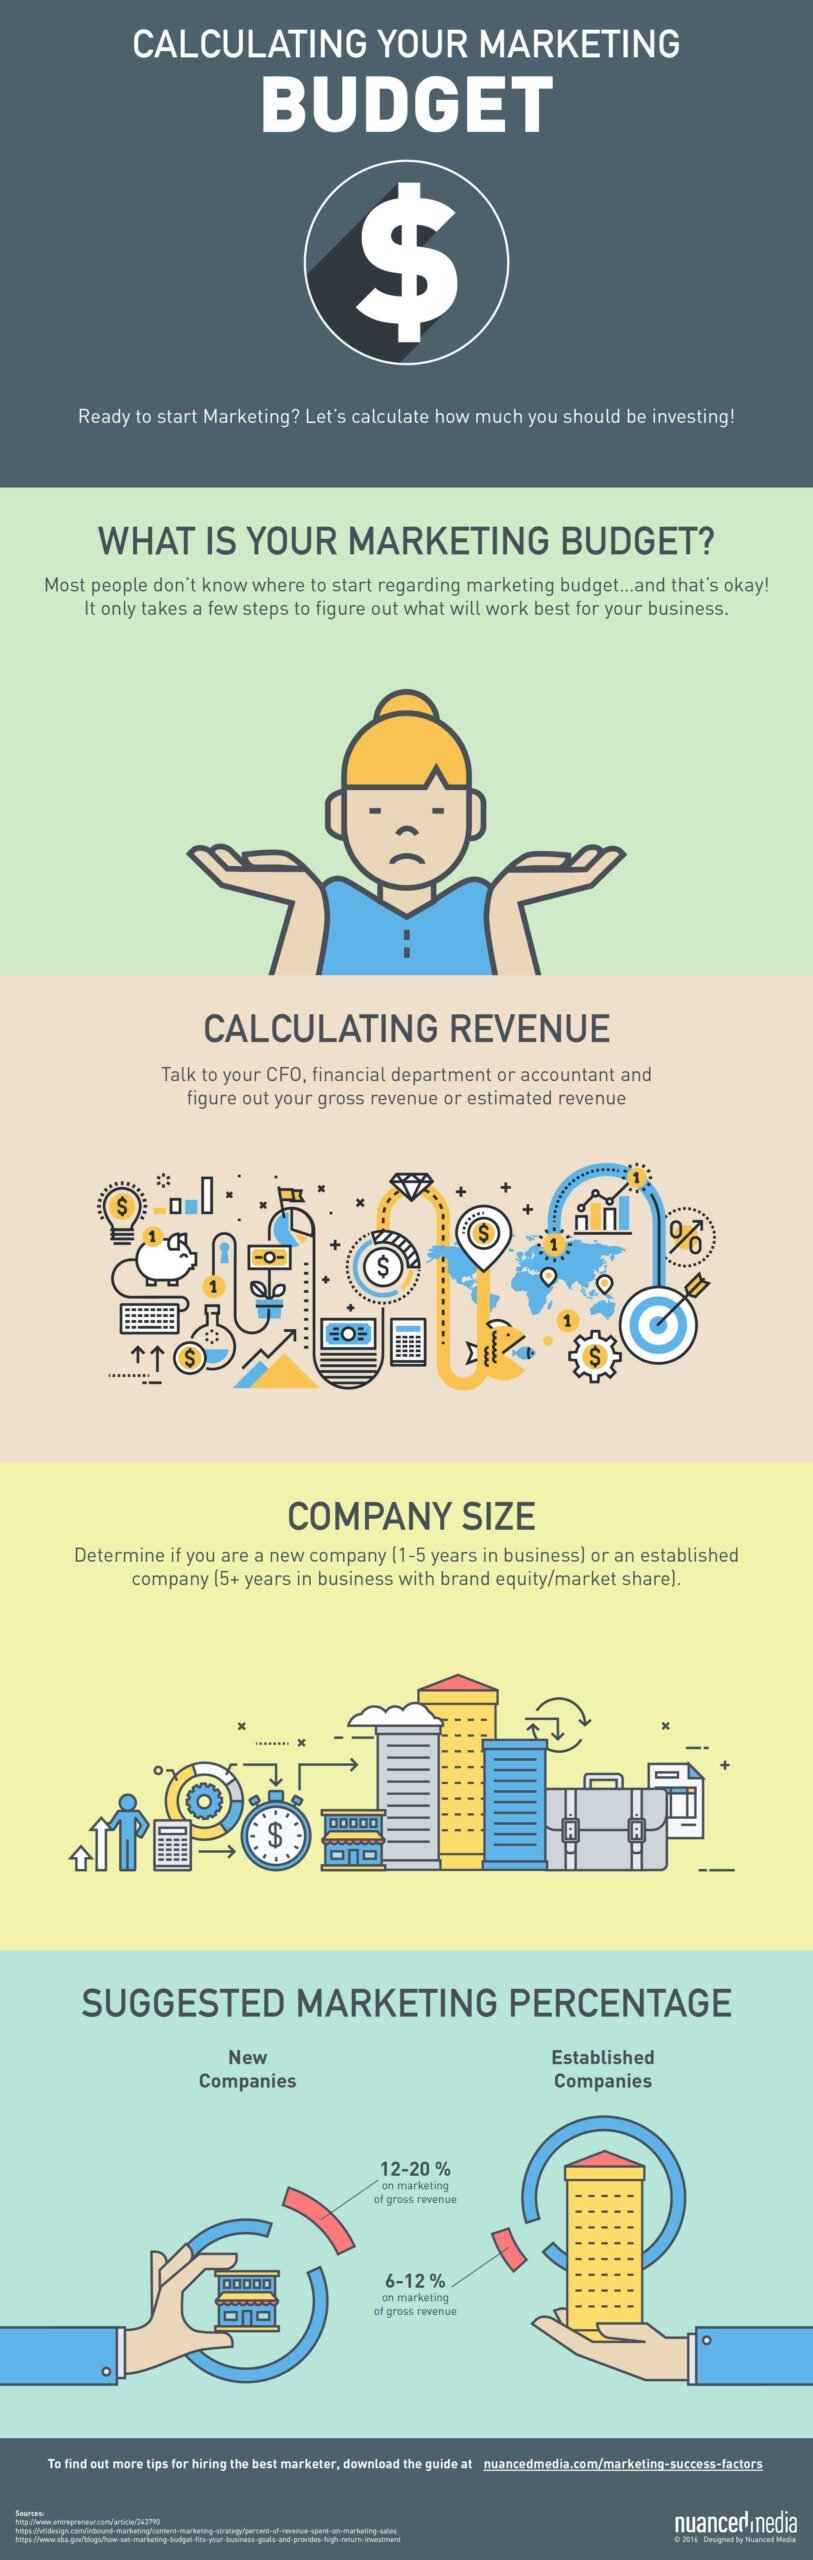 CALCULATING YOUR MARKETING
BUDGET
$
Ready to start Marketing? Let's calculate how much you should be investing!
WHAT IS YOUR MARKETING BUDGET?
Most people don't know where to start regarding marketing budget...and that's okay!
It only takes a few steps to figure out what will work best for your business.
CALCULATING REVENUE
Talk to your CFO, financial department or accountant and
figure out your gross revenue or estimated revenue
$
1
1
$
$
$
1
1
%
1
$
COMPANY SIZE
Determine if you are a new company (1-5 years in business) or an established
company (5+ years in business with brand equity/market share).
$
SUGGESTED MARKETING PERCENTAGE
New
Companies
Established
Companies
12-20 %
on marketing
of gross revenue
6-12 %
on marketing
of gross revenue
To find out more tips for hiring the best marketer, download the guide at nuancedmedia.com/marketing-success-factors
Sources:
http://www.entrepreneur.com/article/243790
https://vtldesign.com/inbound-marketing/content-marketing-strategy/percent-of-revenue-spent-on-marketing-sales
https://www.sba.gov/blogs/how-set-marketing-budget-fits-your-business-goals-and-provides-high-return-investment
nuanced media
© 2016 Designed by Nuanced Media